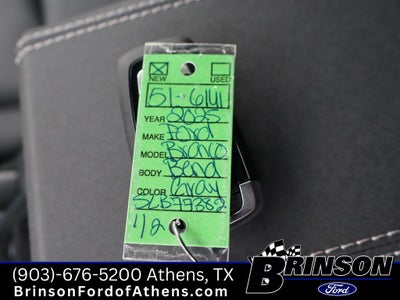 NEW USED
51-6141
YEAR 2025
MAKE Ford
MODEL Bronco
BODY Bend
COLOR Gray
SLB77382
1/2
(903)-676-5200 Athens, TX
BrinsonFordofAthens.com
BRINSON
Ford